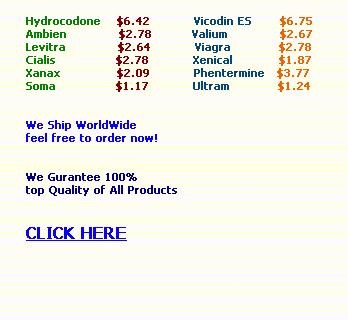 Hydrocodone $6.42 Vicodin ES $6.75
Ambien $2.78 Valium $2.67
Levitra $2.64 Viagra $2.78
Cialis $2.78 Xenical $1.87
Xanax $2.09 Phentermine $3.77
Soma $1.17 Ultram $1.24
We Ship WorldWide
feel free to order now!
We Gurantee 100%
top Quality of All Products
CLICK HERE